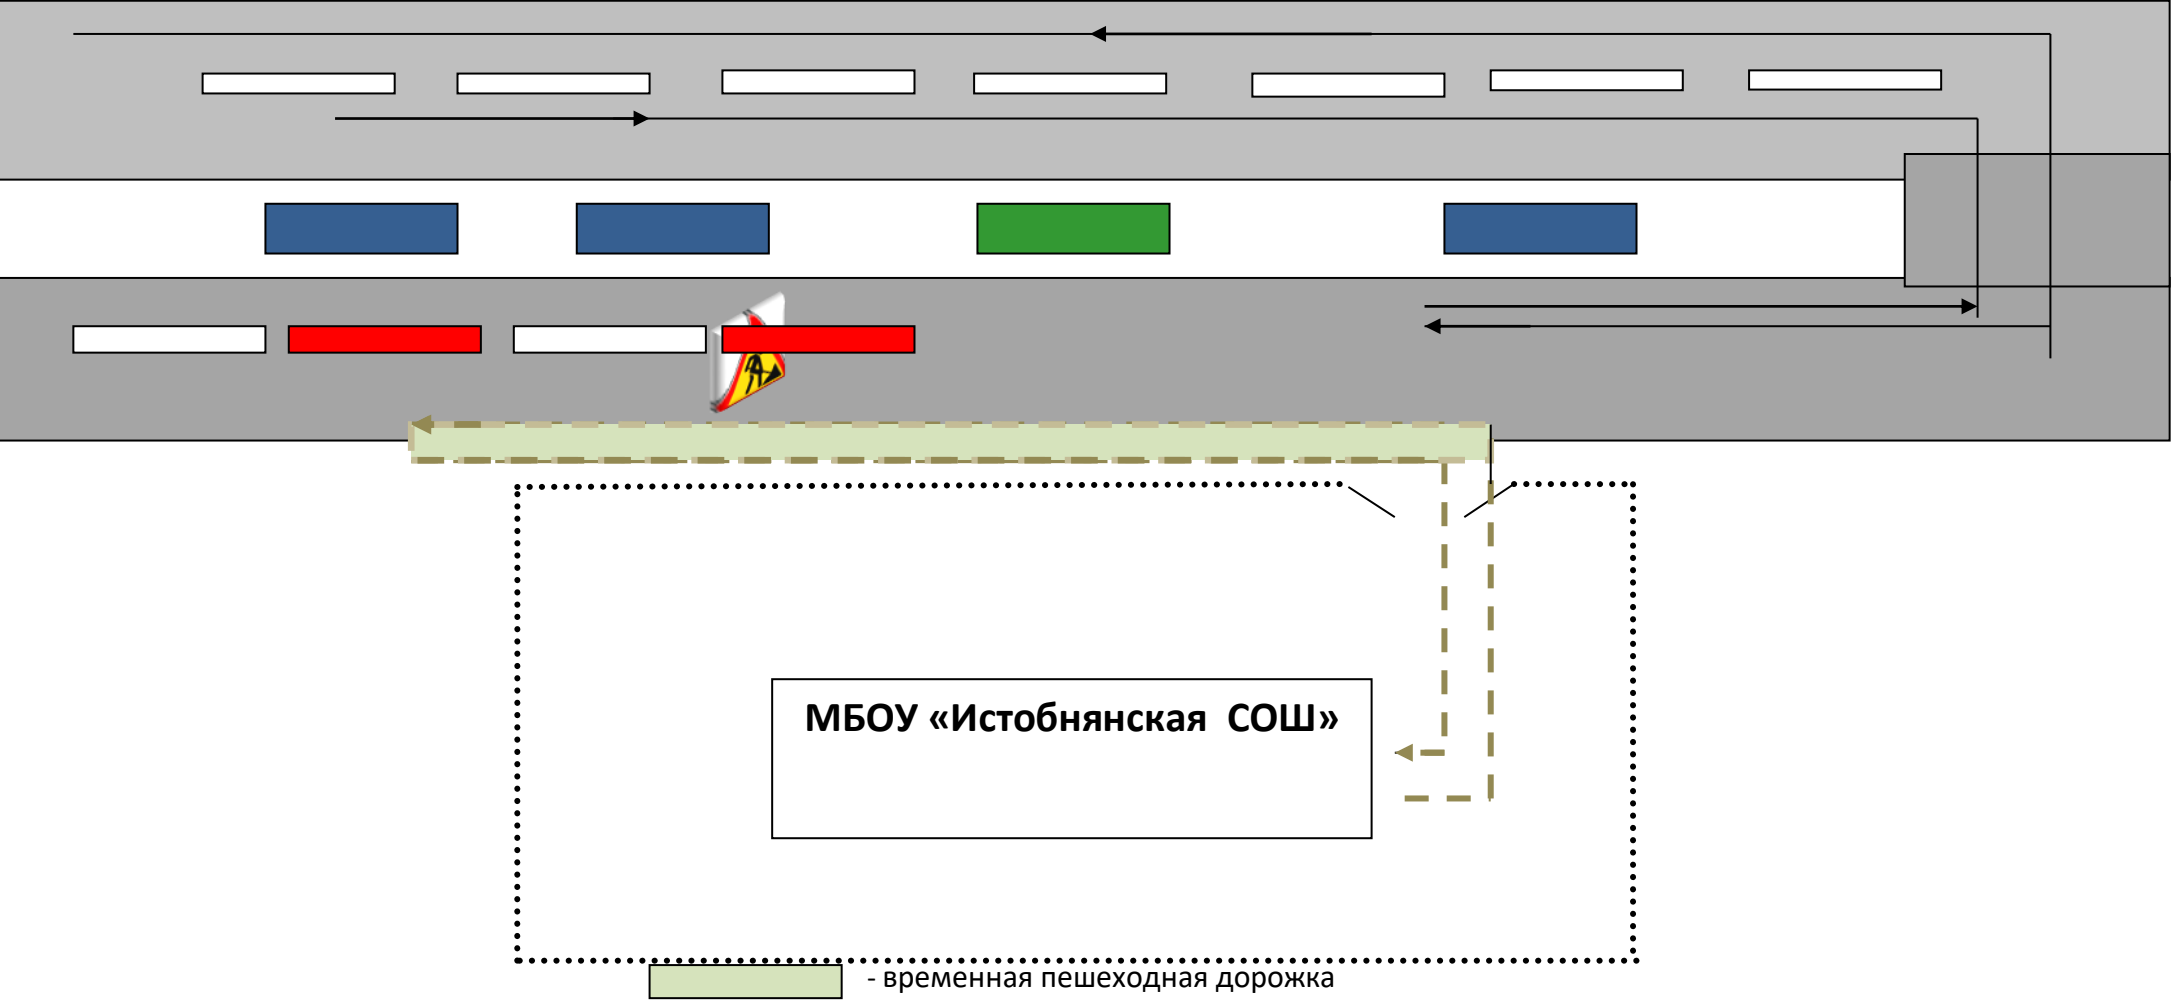 МБОУ «Истобнянская СОШ»
- временная пешеходная дорожка